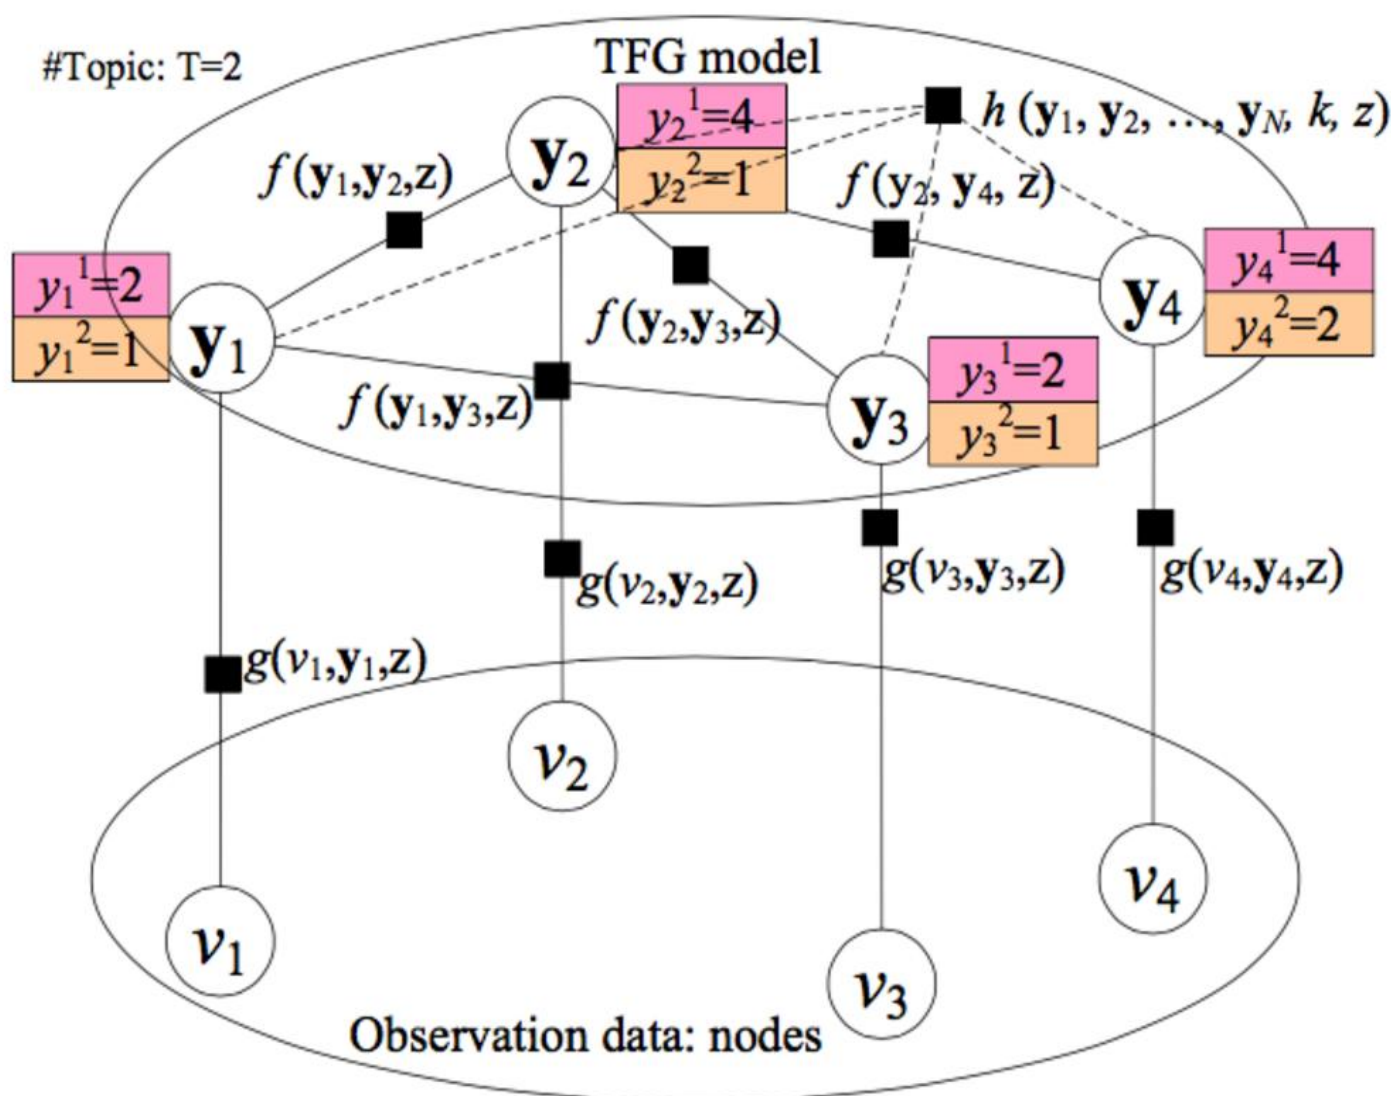 #Topic: T=2
TFG model
y₂¹=4
y₂²=1
h (y₁, y₂, ..., y_N, k, z)
f (y₁,y₂,z)
y₂
f (y₂, y₄, z)
y₁¹=2
y₁²=1
y₁
f (y₂,y₃,z)
y₄
y₄¹=4
y₄²=2
f (y₁,y₃,z)
y₃
y₃¹=2
y₃²=1
g(v₂,y₂,z)
g(v₃,y₃,z)
g(v₄,y₄,z)
g(v₁,y₁,z)
v₂
v₄
v₁
v₃
Observation data: nodes